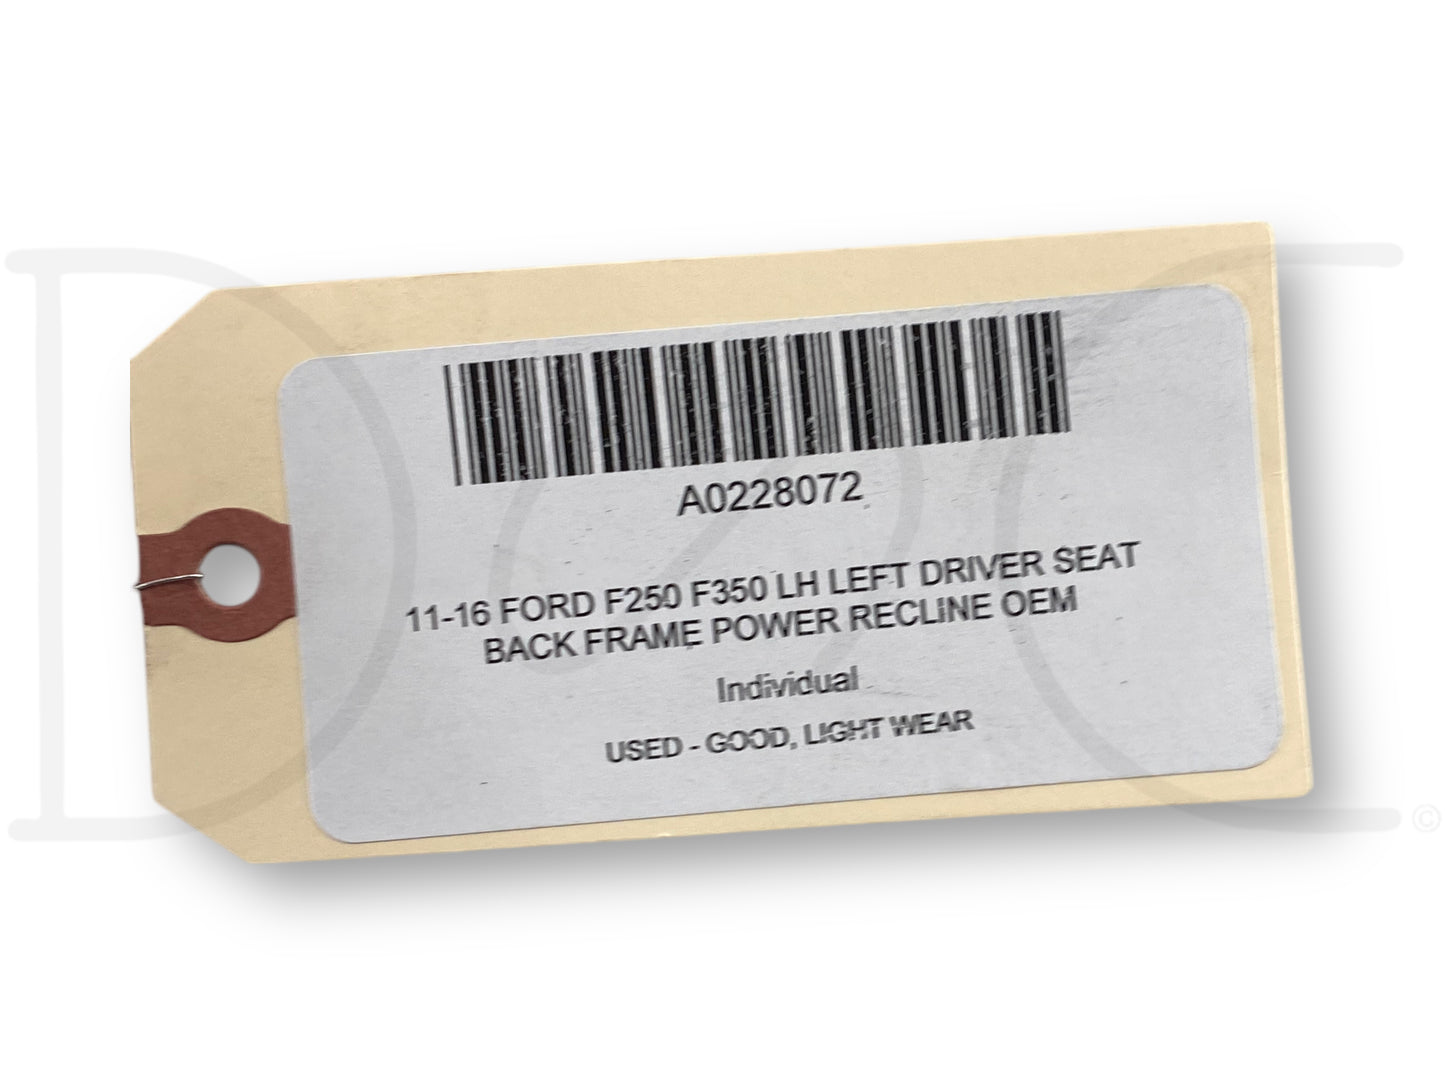 A0228072
11-16 FORD F250 F350 LH LEFT DRIVER SEAT
BACK FRAME POWER RECLINE OEM
Individual
USED - GOOD, LIGHT WEAR
D C
©